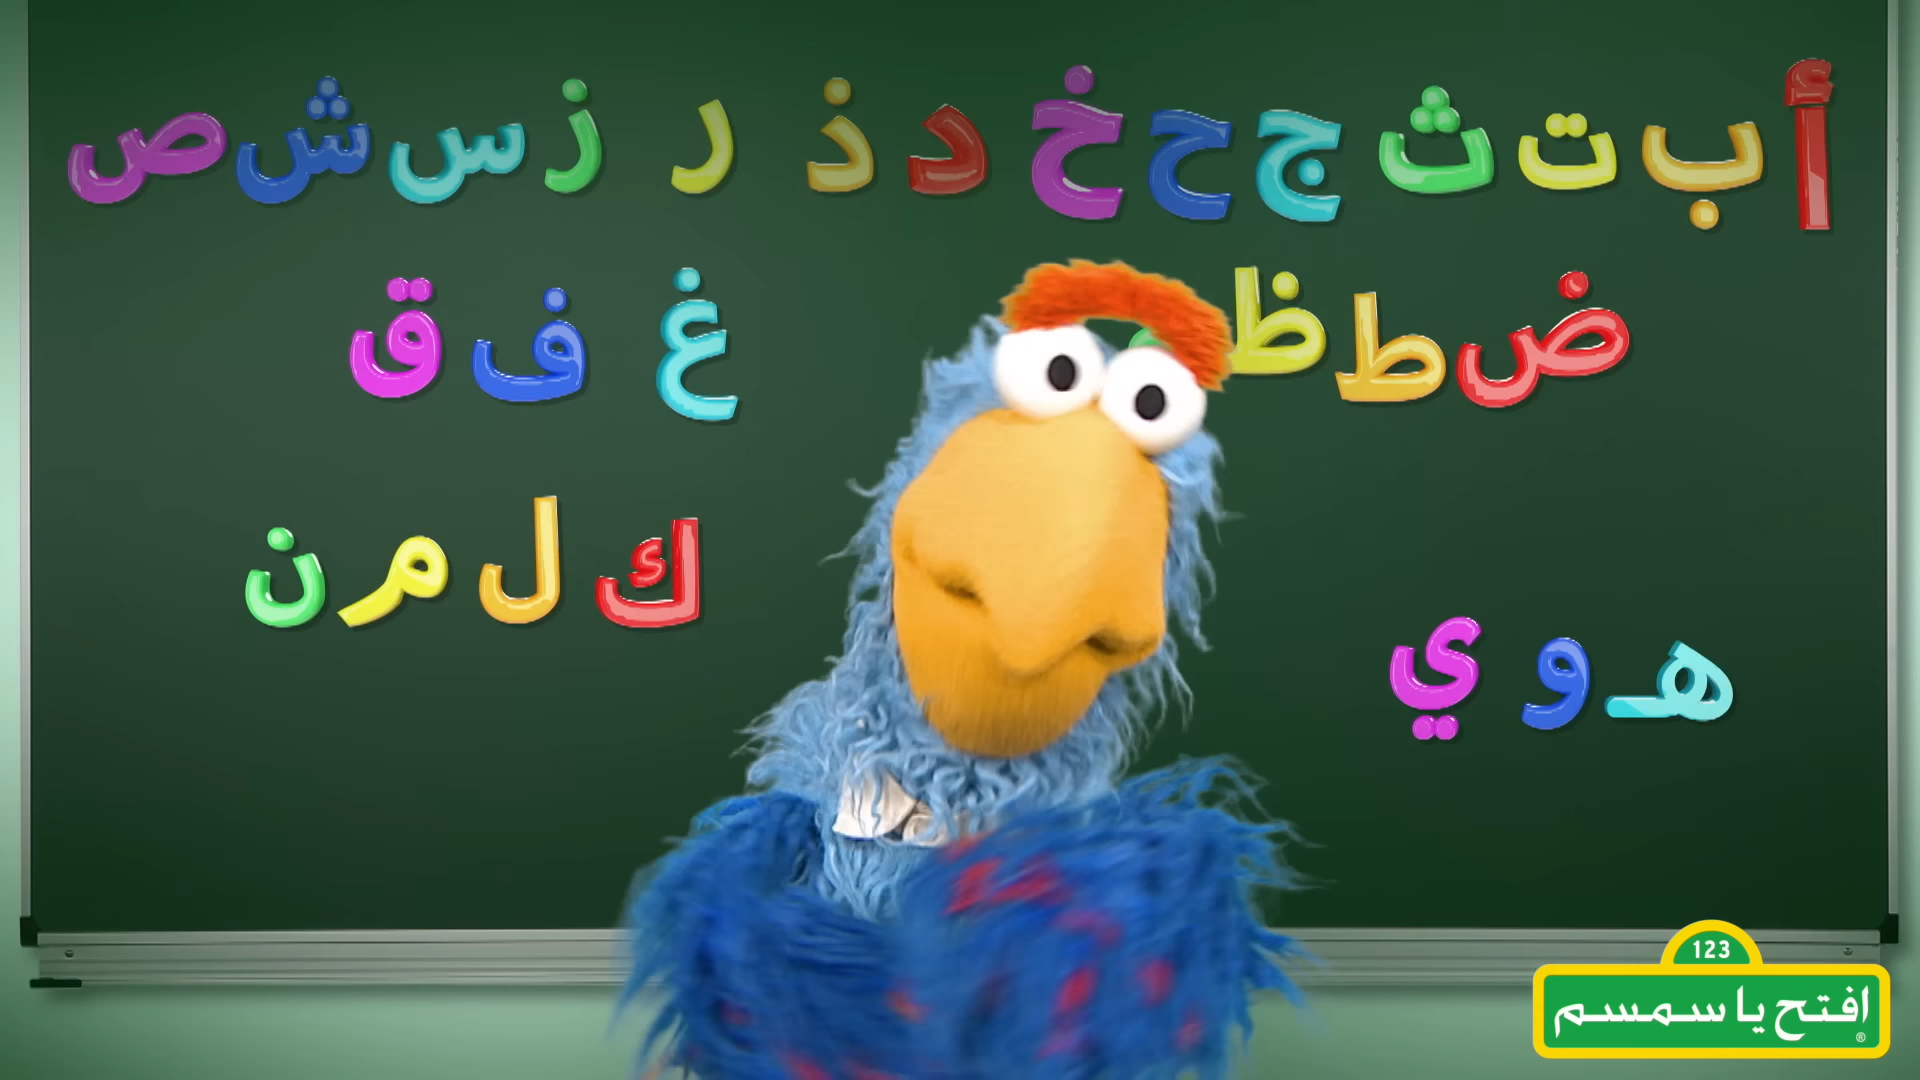 أ ب ت ث ج ح خ د ذ ر ز س ش ص
ض ط ظ غ ف ق
ك ل م ن
هـ و ي
123
افتح يا سمسم
®